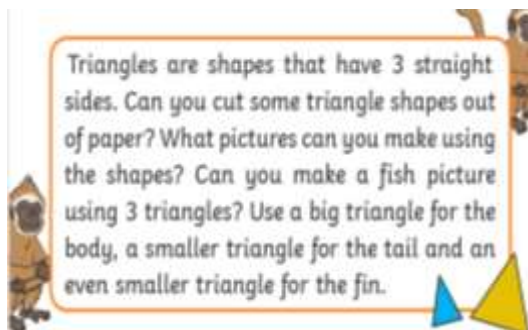 Triangles are shapes that have 3 straight
sides. Can you cut some triangle shapes out
of paper? What pictures can you make using
the shapes? Can you make a fish picture
using 3 triangles? Use a big triangle for the
body, a smaller triangle for the tail and an
even smaller triangle for the fin.